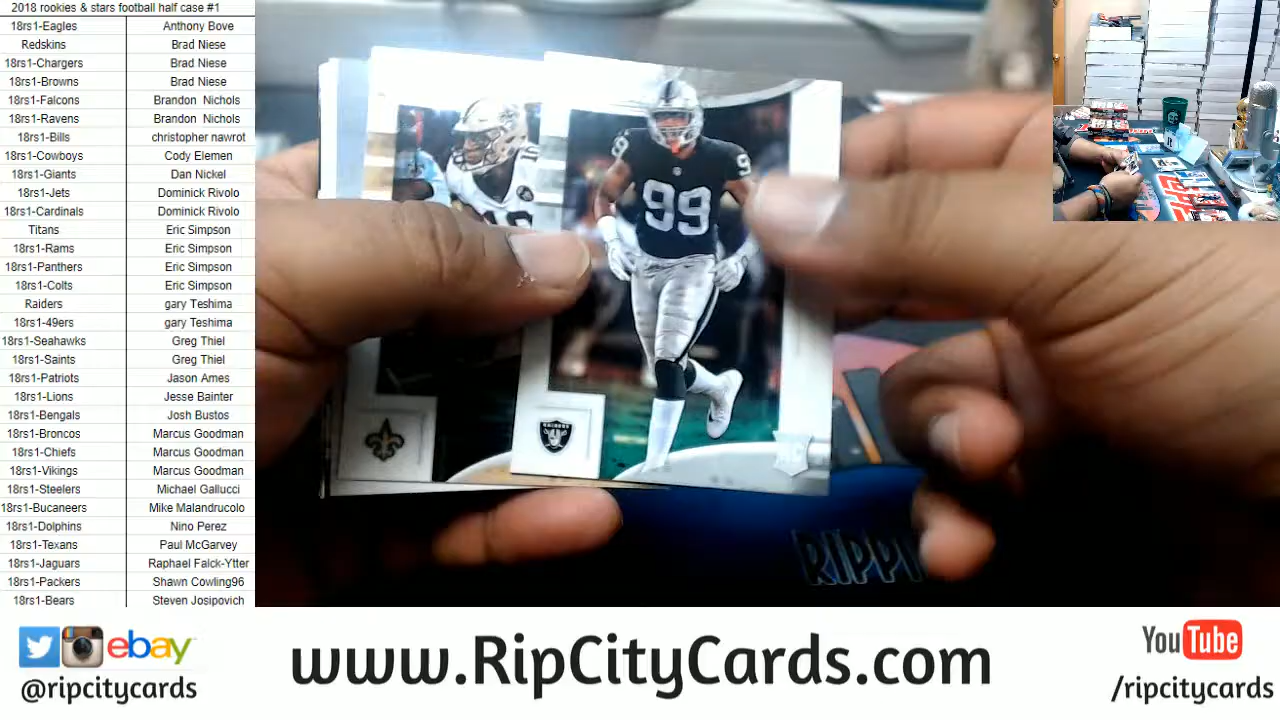 2018 rookies & stars football half case #1
18rs1-Eagles Anthony Bove
Redskins Brad Niese
18rs1-Chargers Brad Niese
18rs1-Browns Brad Niese
18rs1-Falcons Brandon Nichols
18rs1-Ravens Brandon Nichols
18rs1-Bills christopher nawrot
18rs1-Cowboys Cody Elemen
18rs1-Giants Dan Nickel
18rs1-Jets Dominick Rivolo
18rs1-Cardinals Dominick Rivolo
Titans Eric Simpson
18rs1-Rams Eric Simpson
18rs1-Panthers Eric Simpson
18rs1-Colts Eric Simpson
Raiders gary Teshima
18rs1-49ers gary Teshima
18rs1-Seahawks Greg Thiel
18rs1-Saints Greg Thiel
18rs1-Patriots Jason Ames
18rs1-Lions Jesse Bainter
18rs1-Bengals Josh Bustos
18rs1-Broncos Marcus Goodman
18rs1-Chiefs Marcus Goodman
18rs1-Vikings Marcus Goodman
18rs1-Steelers Michael Gallucci
18rs1-Bucaneers Mike Malandrucolo
18rs1-Dolphins Nino Perez
18rs1-Texans Paul McGarvey
18rs1-Jaguars Raphael Falck-Ytter
18rs1-Packers Shawn Cowling96
18rs1-Bears Steven Josipovich
9 9
99
RAIDERS
RIPPI
ebay
@ripcitycards
www.RipCityCards.com
YouTube
/ripcitycards